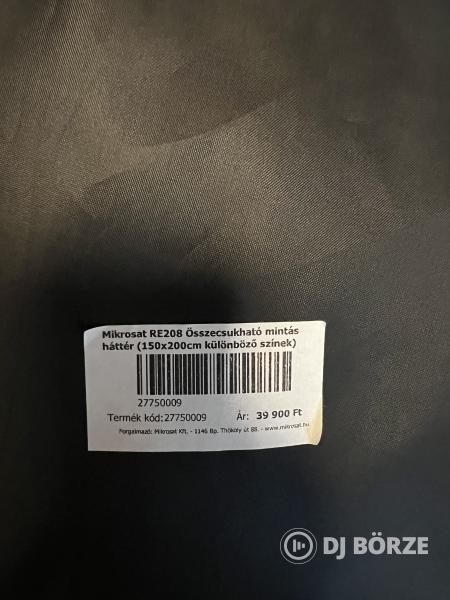 Mikrosat RE208 Összecsukható mintás
háttér (150x200cm különböző színek)
27750009
Termék kód:27750009 Ár: 39 900 Ft
Forgalmazó: Mikrosat Kft. - 1146 Bp. Thököly út 88. - www.mikrosat.hu
DJ BÖRZE